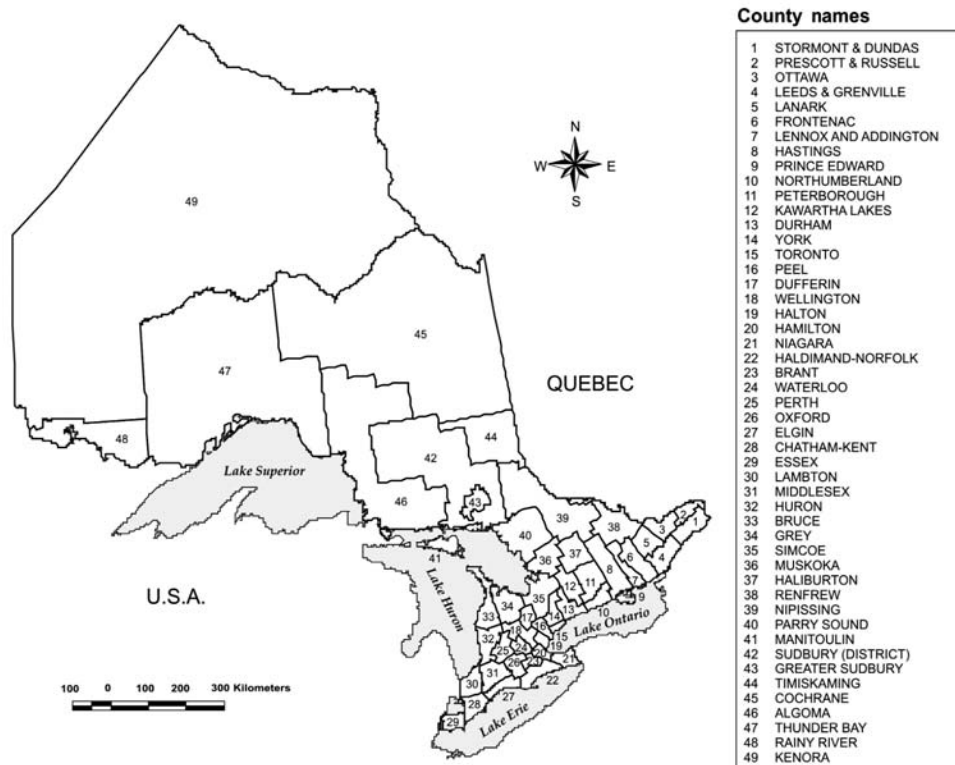 County names
1 STORMONT & DUNDAS
2 PRESCOTT & RUSSELL
3 OTTAWA
4 LEEDS & GRENVILLE
5 LANARK
6 FRONTENAC
7 LENNOX AND ADDINGTON
8 HASTINGS
9 PRINCE EDWARD
10 NORTHUMBERLAND
11 PETERBOROUGH
12 KAWARTHA LAKES
13 DURHAM
14 YORK
15 TORONTO
16 PEEL
17 DUFFERIN
18 WELLINGTON
19 HALTON
20 HAMILTON
21 NIAGARA
22 HALDIMAND-NORFOLK
23 BRANT
24 WATERLOO
25 PERTH
26 OXFORD
27 ELGIN
28 CHATHAM-KENT
29 ESSEX
30 LAMBTON
31 MIDDLESEX
32 HURON
33 BRUCE
34 GREY
35 SIMCOE
36 MUSKOKA
37 HALIBURTON
38 RENFREW
39 NIPISSING
40 PARRY SOUND
41 MANITOULIN
42 SUDBURY (DISTRICT)
43 GREATER SUDBURY
44 TIMISKAMING
45 COCHRANE
46 ALGOMA
47 THUNDER BAY
48 RAINY RIVER
49 KENORA
N
W E
S
49
45
47
QUEBEC
48
44
42
Lake Superior
46
43
39
38
2
1
3
5
4
40
41
36
37
6
8
7
9
12
11
10
U.S.A.
Lake Huron
35
34
33
17
14
13
Lake Ontario
18
16
15
32
24
19
25
20
26
23
21
31
22
30
27
28
29
Lake Erie
100 0 100 200 300 Kilometers